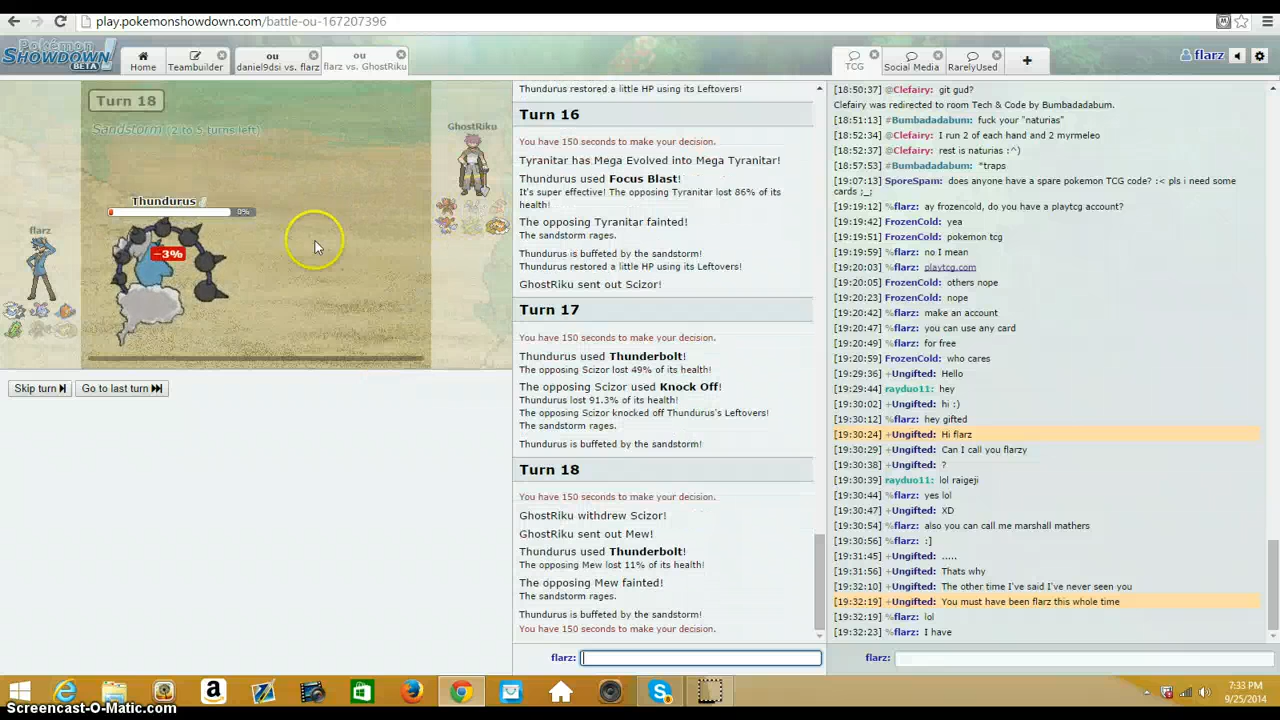 play.pokemonshowdown.com/battle-ou-167207396
Pokémon
SHOWDOWN
BETA
Home
Teambuilder
ou
daniel9dsi vs. flarz
ou
flarz vs. GhostRiku
TCG
Social Media
RarelyUsed
+
flarz
Turn 18
Sandstorm (2 to 5 turns left)
GhostRiku
Thundurus
0%
flarz
−3%
Skip turn
Go to last turn
Thundurus restored a little HP using its Leftovers!
Turn 16
You have 150 seconds to make your decision.
Tyranitar has Mega Evolved into Mega Tyranitar!
Thundurus used Focus Blast!
It's super effective! The opposing Tyranitar lost 86% of its
health!
The opposing Tyranitar fainted!
The sandstorm rages.
Thundurus is buffeted by the sandstorm!
Thundurus restored a little HP using its Leftovers!
GhostRiku sent out Scizor!
Turn 17
You have 150 seconds to make your decision.
Thundurus used Thunderbolt!
The opposing Scizor lost 49% of its health!
The opposing Scizor used Knock Off!
Thundurus lost 91.3% of its health!
The opposing Scizor knocked off Thundurus's Leftovers!
The sandstorm rages.
Thundurus is buffeted by the sandstorm!
Turn 18
You have 150 seconds to make your decision.
GhostRiku withdrew Scizor!
GhostRiku sent out Mew!
Thundurus used Thunderbolt!
The opposing Mew lost 11% of its health!
The opposing Mew fainted!
The sandstorm rages.
Thundurus is buffeted by the sandstorm!
You have 150 seconds to make your decision.
flarz:
[18:50:37] @Clefairy: git gud?
Clefairy was redirected to room Tech & Code by Bumbadadabum.
[18:51:13] #Bumbadadabum: fuck your "naturias"
[18:52:34] @Clefairy: I run 2 of each hand and 2 myrmeleo
[18:52:37] @Clefairy: rest is naturias :^)
[18:57:53] #Bumbadadabum: *traps
[19:07:13] SporeSpam: does anyone have a spare pokemon TCG code? :< pls i need some
cards ;_;
[19:19:12] %flarz: ay frozencold, do you have a playtcg account?
[19:19:42] FrozenCold: yea
[19:19:51] FrozenCold: pokemon tcg
[19:19:59] %flarz: no I mean
[19:20:03] %flarz: playtcg.com
[19:20:05] FrozenCold: others nope
[19:20:23] FrozenCold: nope
[19:20:42] %flarz: make an account
[19:20:47] %flarz: you can use any card
[19:20:49] %flarz: for free
[19:20:59] FrozenCold: who cares
[19:29:36] +Ungifted: Hello
[19:29:44] rayduo11: hey
[19:30:02] +Ungifted: hi :)
[19:30:12] %flarz: hey gifted
[19:30:24] +Ungifted: Hi flarz
[19:30:29] +Ungifted: Can I call you flarzy
[19:30:38] +Ungifted: ?
[19:30:39] rayduo11: lol raigeji
[19:30:44] %flarz: yes lol
[19:30:47] +Ungifted: XD
[19:30:54] %flarz: also you can call me marshall mathers
[19:30:56] %flarz: :]
[19:31:45] +Ungifted: .....
[19:31:56] +Ungifted: Thats why
[19:32:10] +Ungifted: The other time I've said I've never seen you
[19:32:19] +Ungifted: You must have been flarz this whole time
[19:32:19] %flarz: lol
[19:32:23] %flarz: I have
flarz:
7:33 PM
9/25/2014
Screencast-O-Matic.com